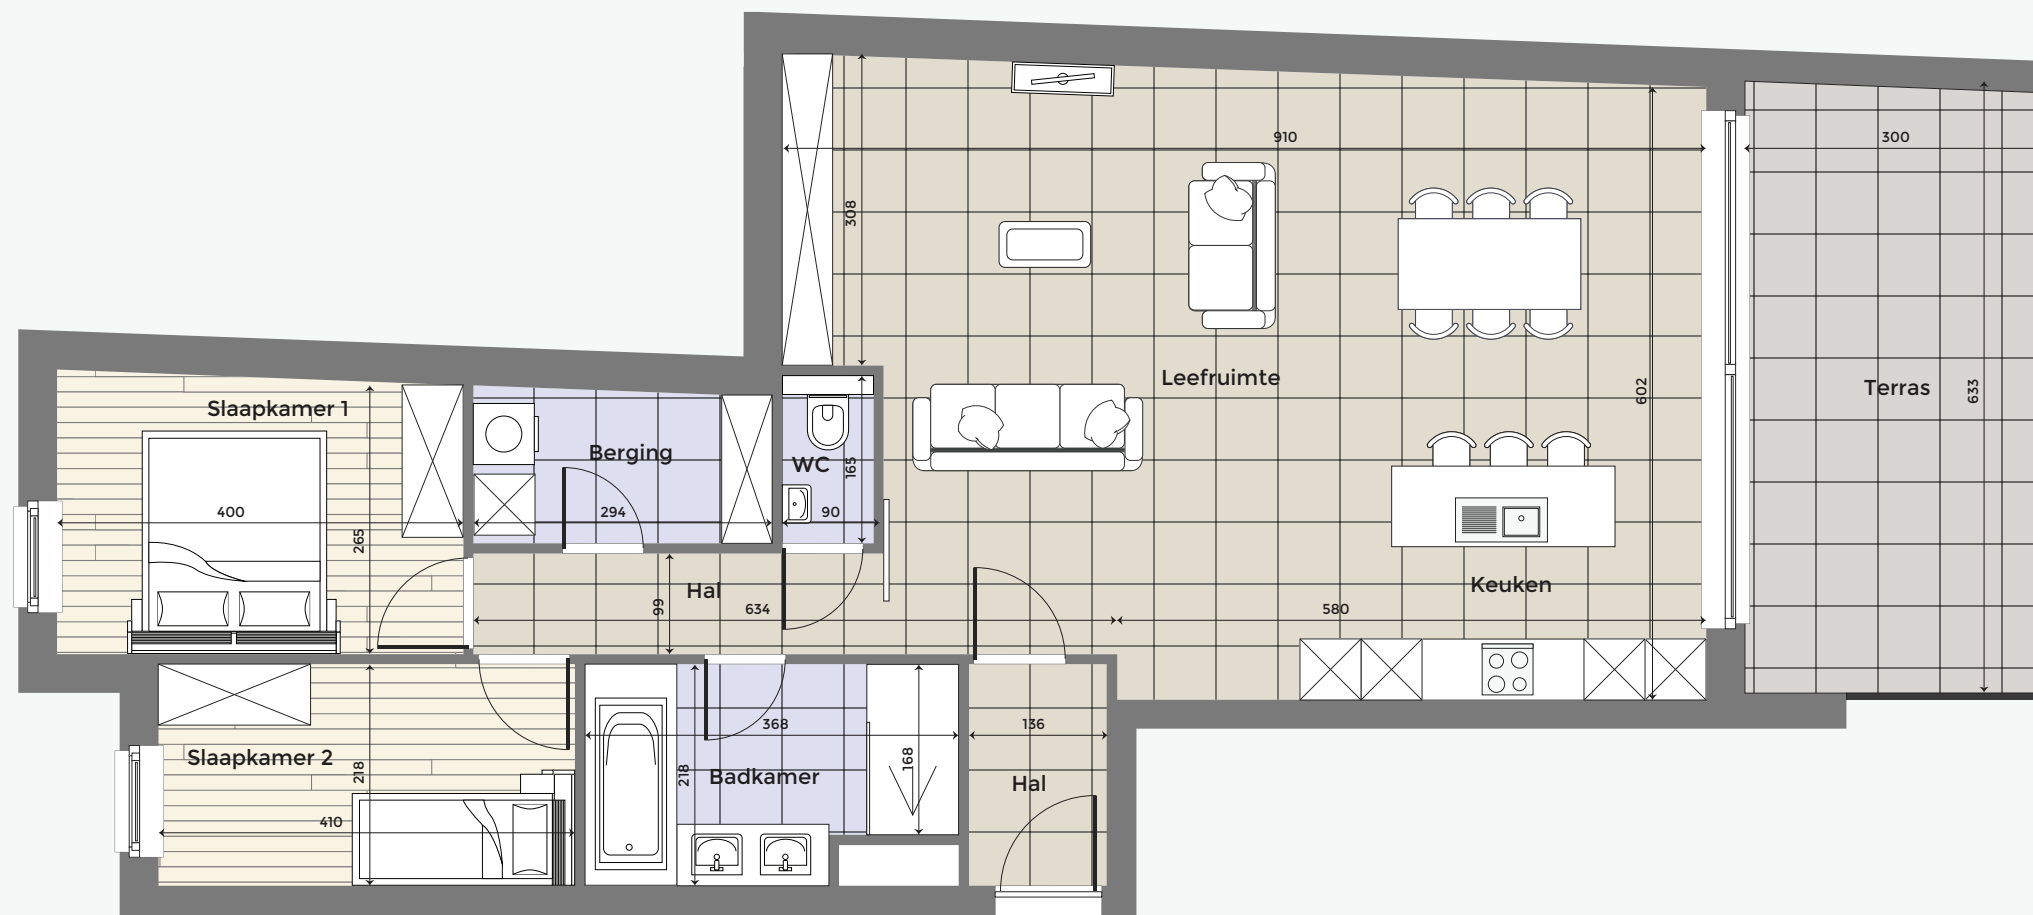 910
300
308
Leefruimte
602
Terras
633
Slaapkamer 1
Berging
WC
165
400
294
90
265
Hal
99
634
580
Keuken
Slaapkamer 2
218
410
368
218
Badkamer
168
136
Hal